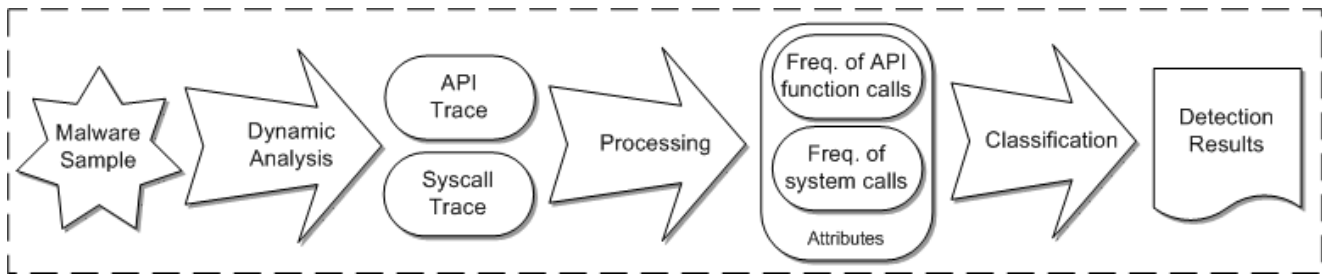 Malware
Sample
Dynamic
Analysis
API
Trace
Syscall
Trace
Processing
Freq. of API
function calls
Freq. of
system calls
Attributes
Classification
Detection
Results